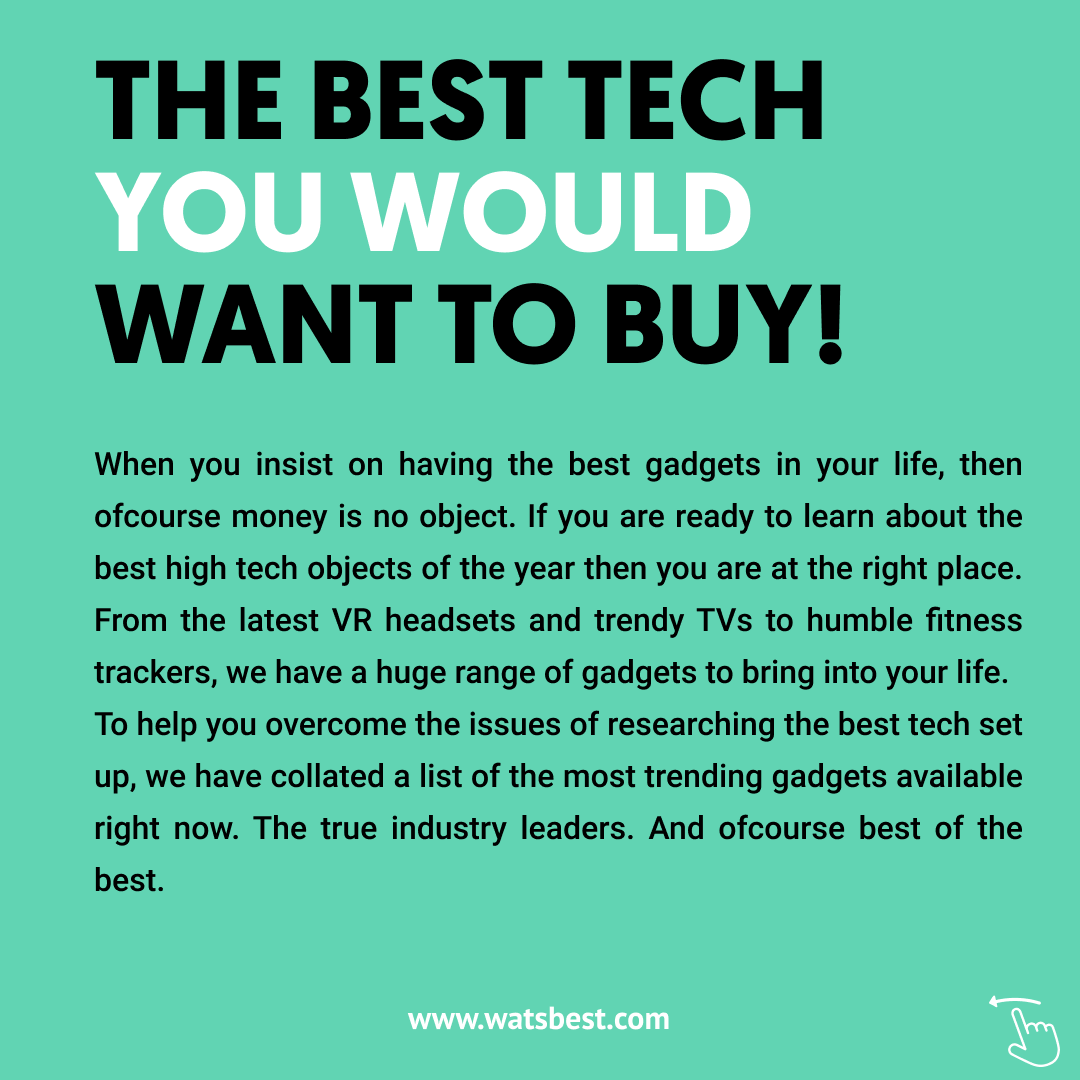 THE BEST TECH
YOU WOULD
WANT TO BUY!
When you insist on having the best gadgets in your life, then
ofcourse money is no object. If you are ready to learn about the
best high tech objects of the year then you are at the right place.
From the latest VR headsets and trendy TVs to humble fitness
trackers, we have a huge range of gadgets to bring into your life.
To help you overcome the issues of researching the best tech set
up, we have collated a list of the most trending gadgets available
right now. The true industry leaders. And ofcourse best of the
best.
www.watsbest.com